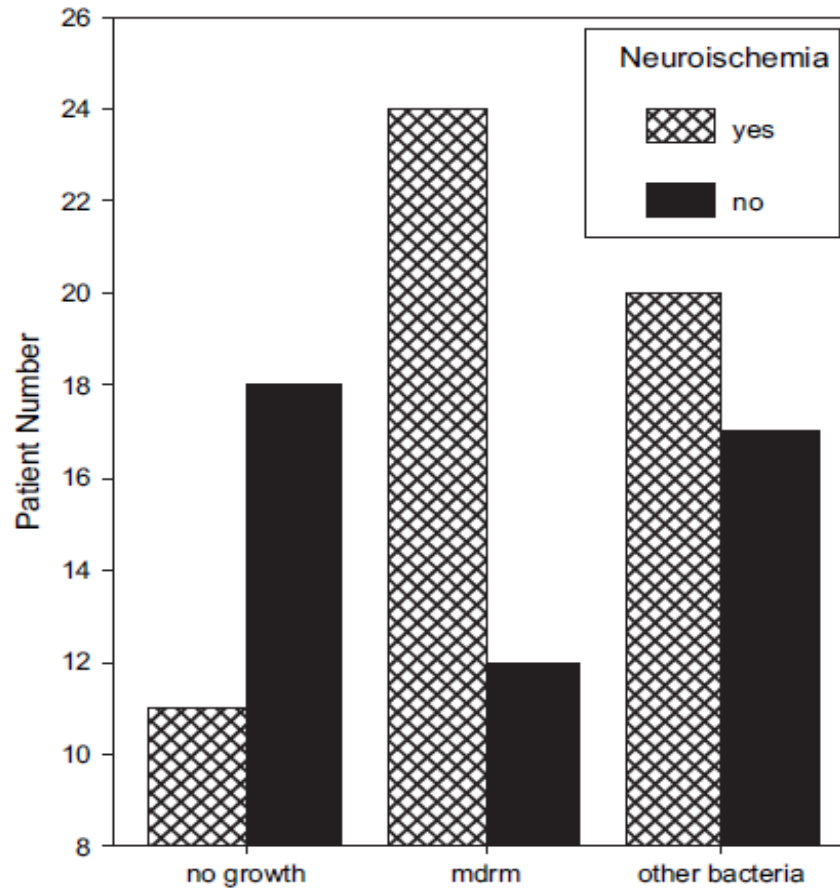 26
24
22
20
18
16
14
12
10
8
Patient Number
Neuroischemia
yes
no
no growth
mdrm
other bacteria